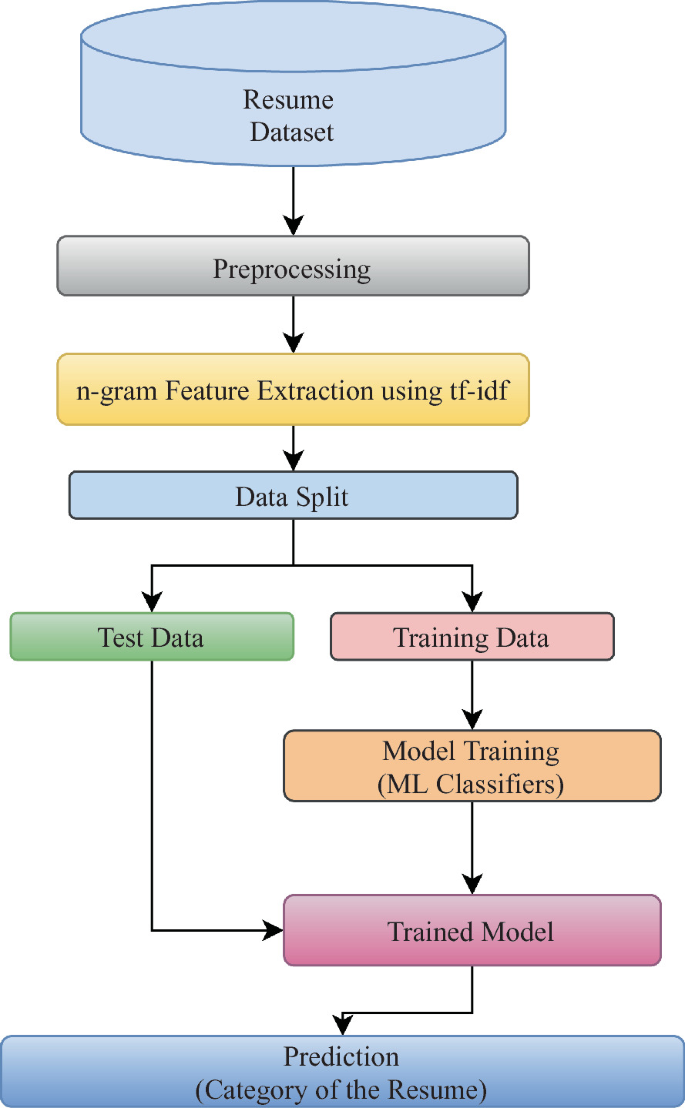 Resume
Dataset
Preprocessing
n-gram Feature Extraction using tf-idf
Data Split
Test Data
Training Data
Model Training
(ML Classifiers)
Trained Model
Prediction
(Category of the Resume)